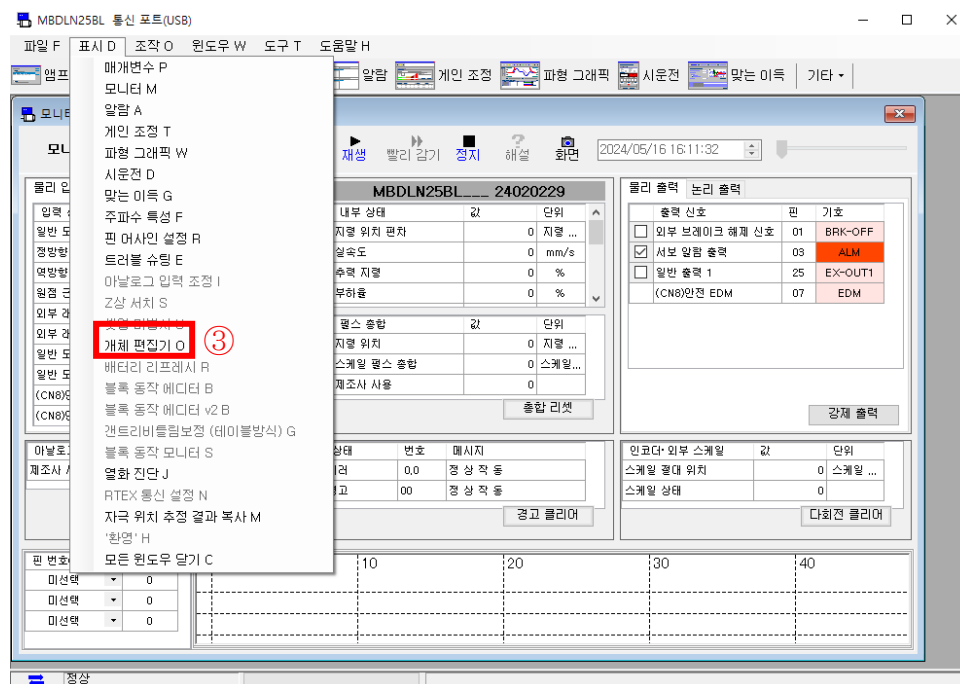 MBDLN25BL 통신 포트(USB)
파일 F 표시 D 조작 O 윈도우 W 도구 T 도움말 H
앰프 알람 게인 조정 파형 그래픽 시운전 맞는 이득 기타
매개변수 P
모니터 M
알람 A
게인 조정 T
파형 그래픽 W
시운전 D
맞는 이득 G
주파수 특성 F
핀 어사인 설정 R
트러블 슈팅 E
아날로그 입력 조정 I
Z상 서치 S
개체 편집기 O ③
배터리 리프레시 R
블록 동작 에디터 B
블록 동작 에디터 v2 B
갠트리비틀림보정 (테이블방식) G
블록 동작 모니터 S
열화 진단 J
RTEX 통신 설정 N
자극 위치 추정 결과 복사 M
'환영' H
모든 윈도우 닫기 C
재생 빨리 감기 정지 해설 화면 2024/05/16 16:11:32
물리 입
입력
일반
정방향
역방향
원점
외부
외부
일반
일반
(CN8)
(CN8)
MBDLN25BL___ 24020229
내부 상태 값 단위
지령 위치 편차 0 지령 ...
실속도 0 mm/s
추력 지령 0 %
부하율 0 %
펄스 총합 값 단위
지령 위치 0 지령 ...
스케일 펄스 총합 0 스케일...
제조사 사용 0
총합 리셋
물리 출력 논리 출력
출력 신호 핀 기호
외부 브레이크 해제 신호 01 BRK-OFF
서보 알람 출력 03 ALM
일반 출력 1 25 EX-OUT1
(CN8)안전 EDM 07 EDM
강제 출력
아날로
제조사
상태 번호 메시지
0,0 정 상 작 동
00 정 상 작 동
경고 클리어
인코더·외부 스케일 값 단위
스케일 절대 위치 0 스케일 ...
스케일 상태 0
다회전 클리어
핀 번호
미선택 0
미선택 0
미선택 0
10 20 30 40
정상